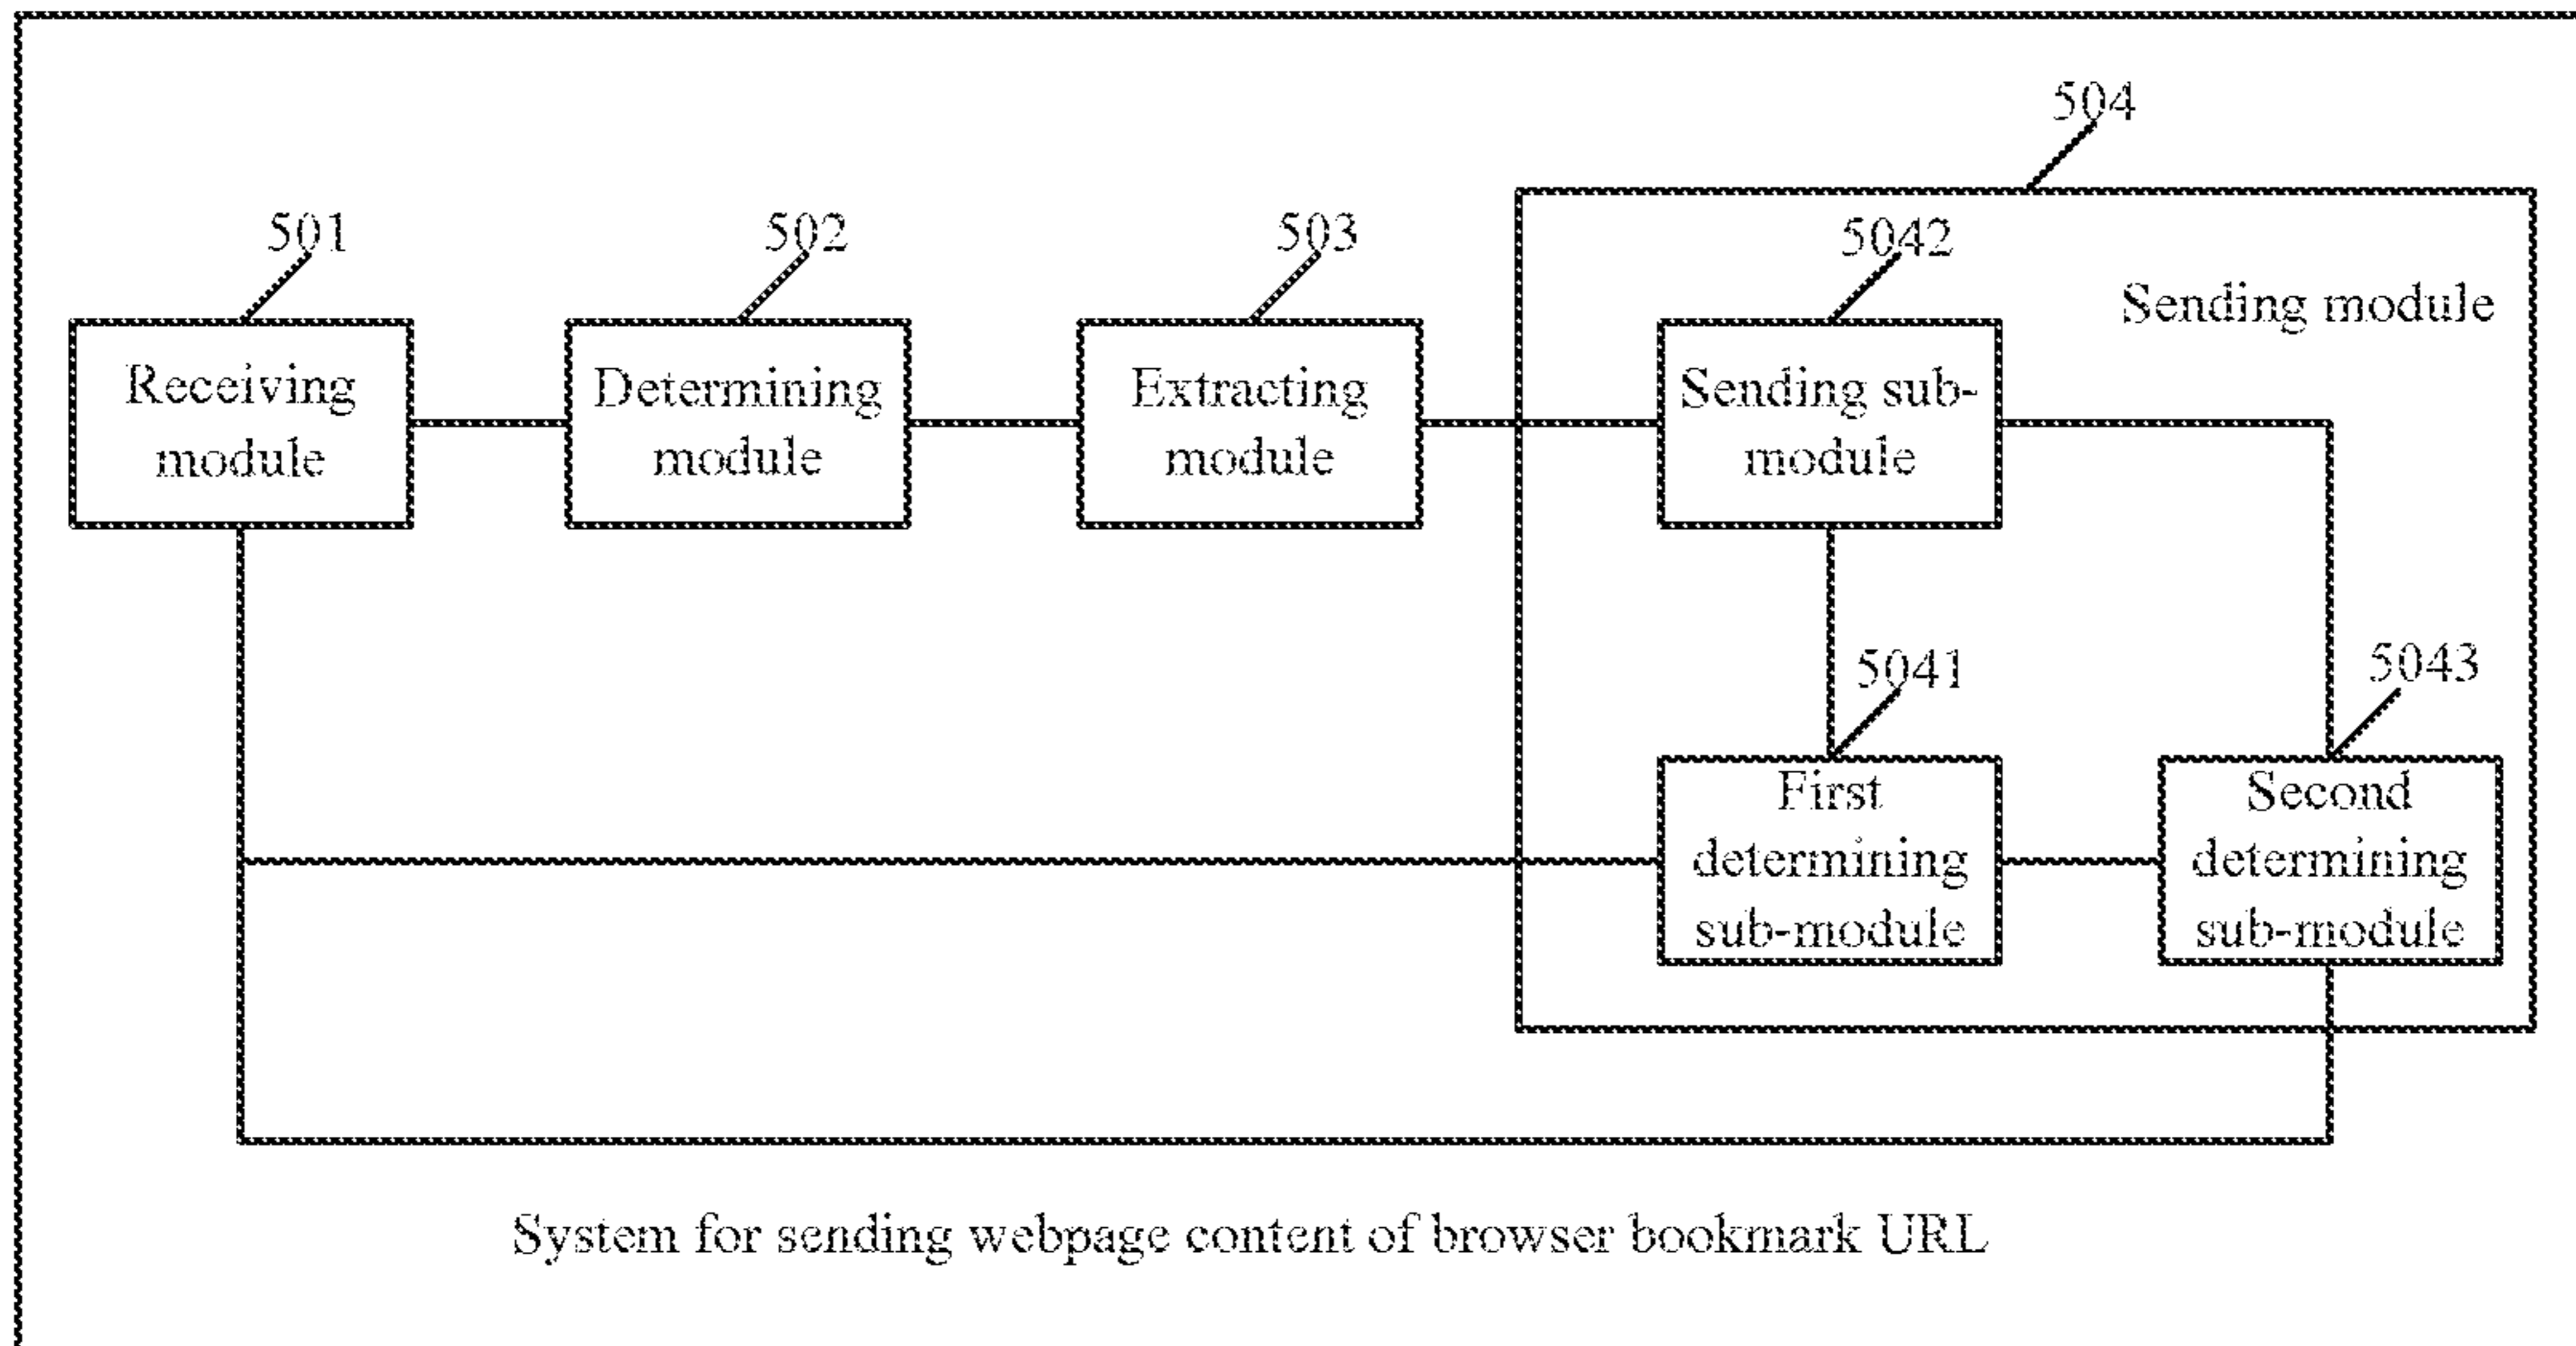 504
501
502
503
5042
Sending module
Receiving
module
Determining
module
Extracting
module
Sending sub-
module
5041
5043
First
determining
sub-module
Second
determining
sub-module
System for sending webpage content of browser bookmark URL